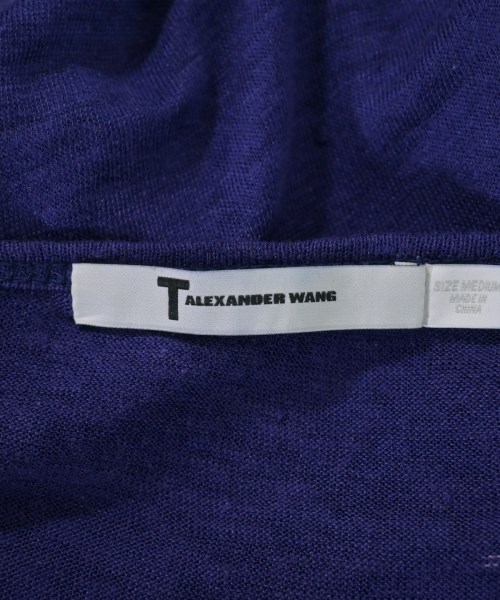 T ALEXANDER WANG
SIZE MEDIUM
MADE IN
CHINA